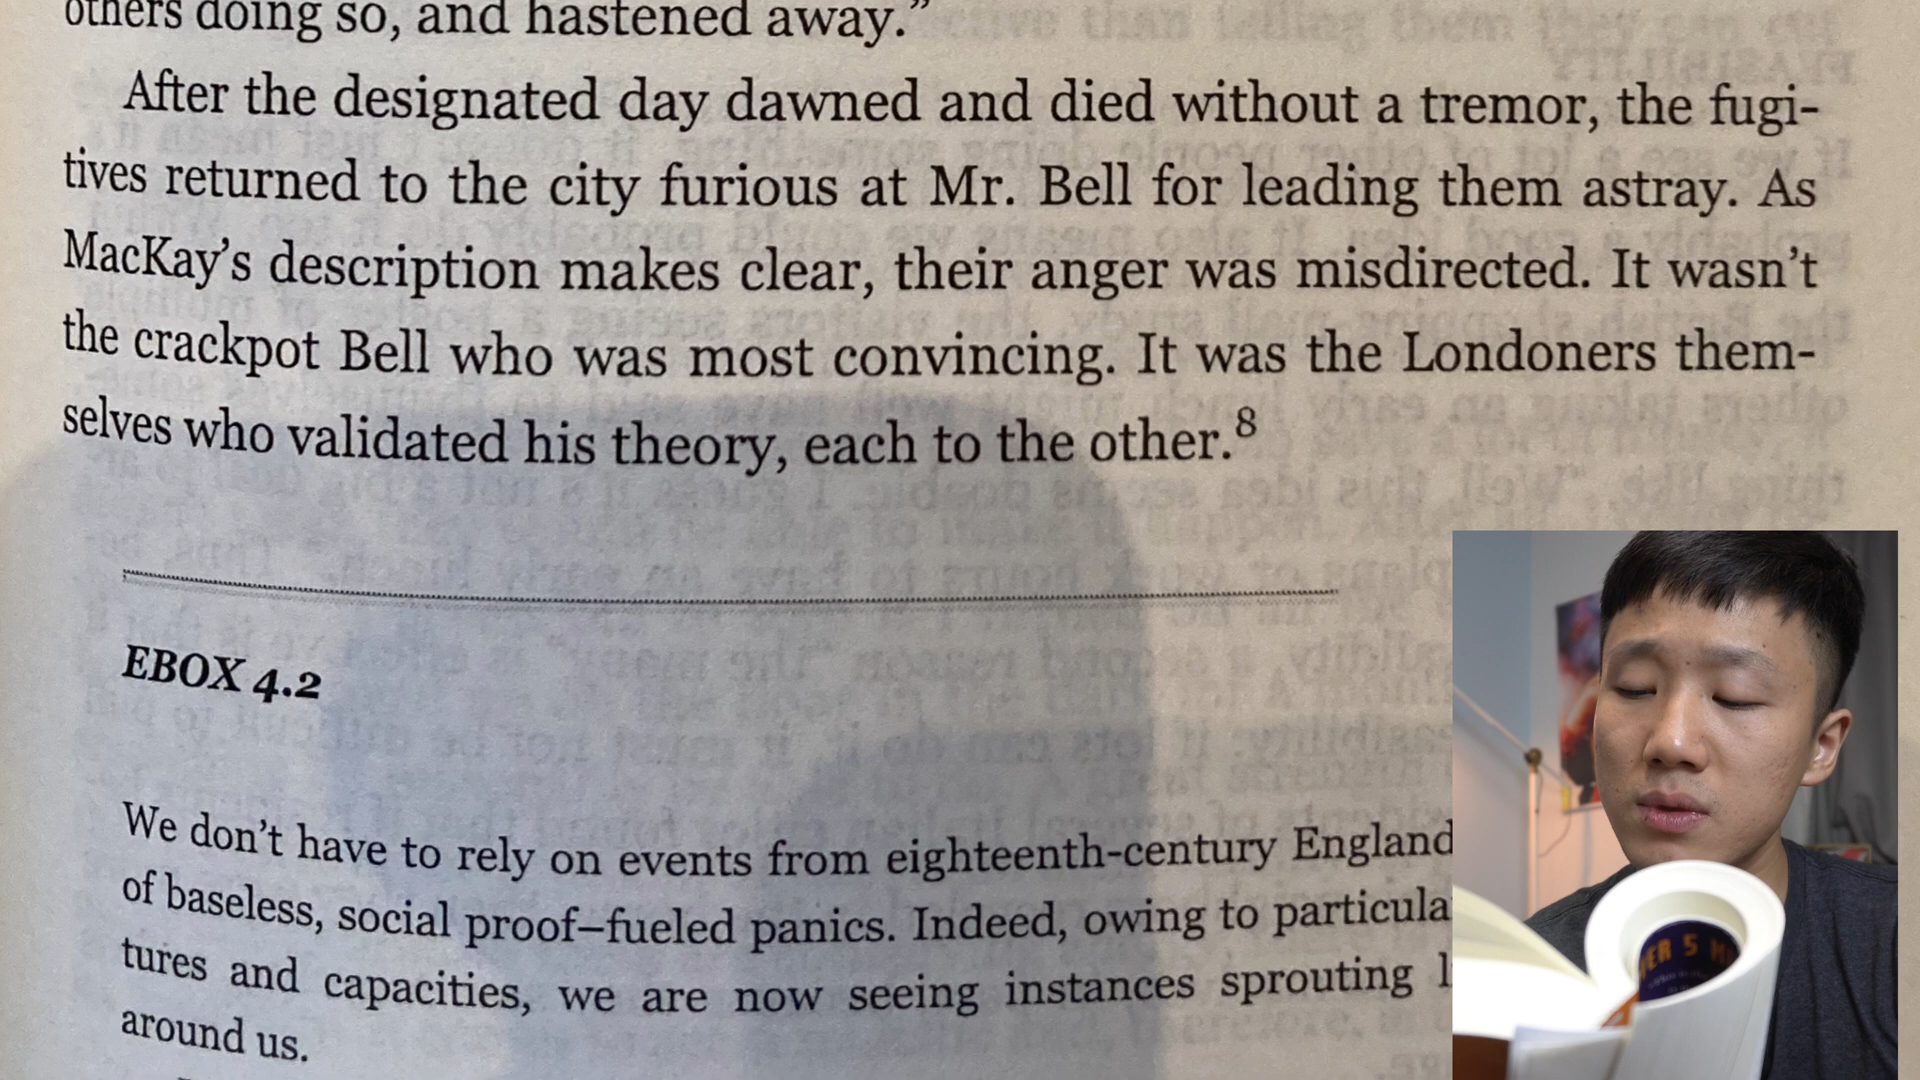 others doing so, and hastened away.”
After the designated day dawned and died without a tremor, the fugi-
tives returned to the city furious at Mr. Bell for leading them astray. As
MacKay’s description makes clear, their anger was misdirected. It wasn’t
the crackpot Bell who was most convincing. It was the Londoners them-
selves who validated his theory, each to the other.8
EBOX 4.2
We don’t have to rely on events from eighteenth-century England
of baseless, social proof–fueled panics. Indeed, owing to particula
tures and capacities, we are now seeing instances sprouting l
around us.
ER 5 M